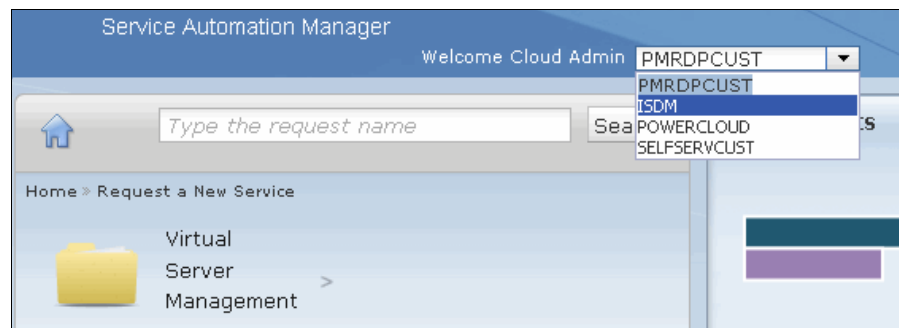 Service Automation Manager
Welcome Cloud Admin PMRDPCUST
PMRDPCUST
ISDM
POWERCLOUD
SELFSERVCUST
Type the request name
Sea
Home » Request a New Service
Virtual
Server
Management >